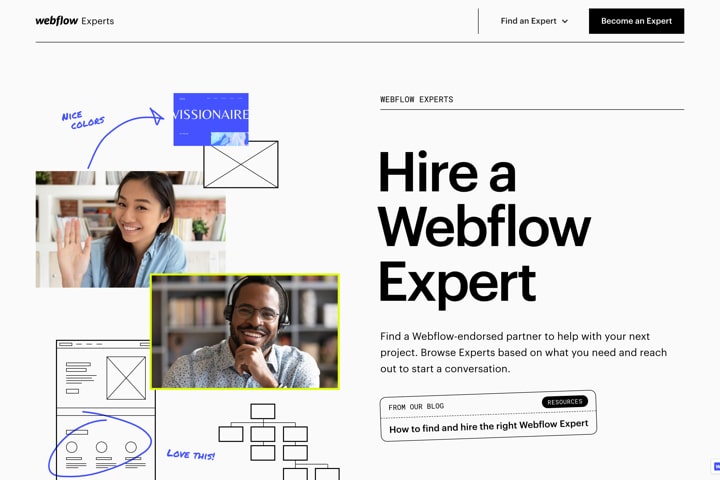 webflow Experts
Find an Expert
Become an Expert
NICE
COLORS
VISSIONAIRE
WEBFLOW EXPERTS
Hire a
Webflow
Expert
Find a Webflow-endorsed partner to help with your next
project. Browse Experts based on what you need and reach
out to start a conversation.
FROM OUR BLOG
RESOURCES
How to find and hire the right Webflow Expert
LOVE THIS!